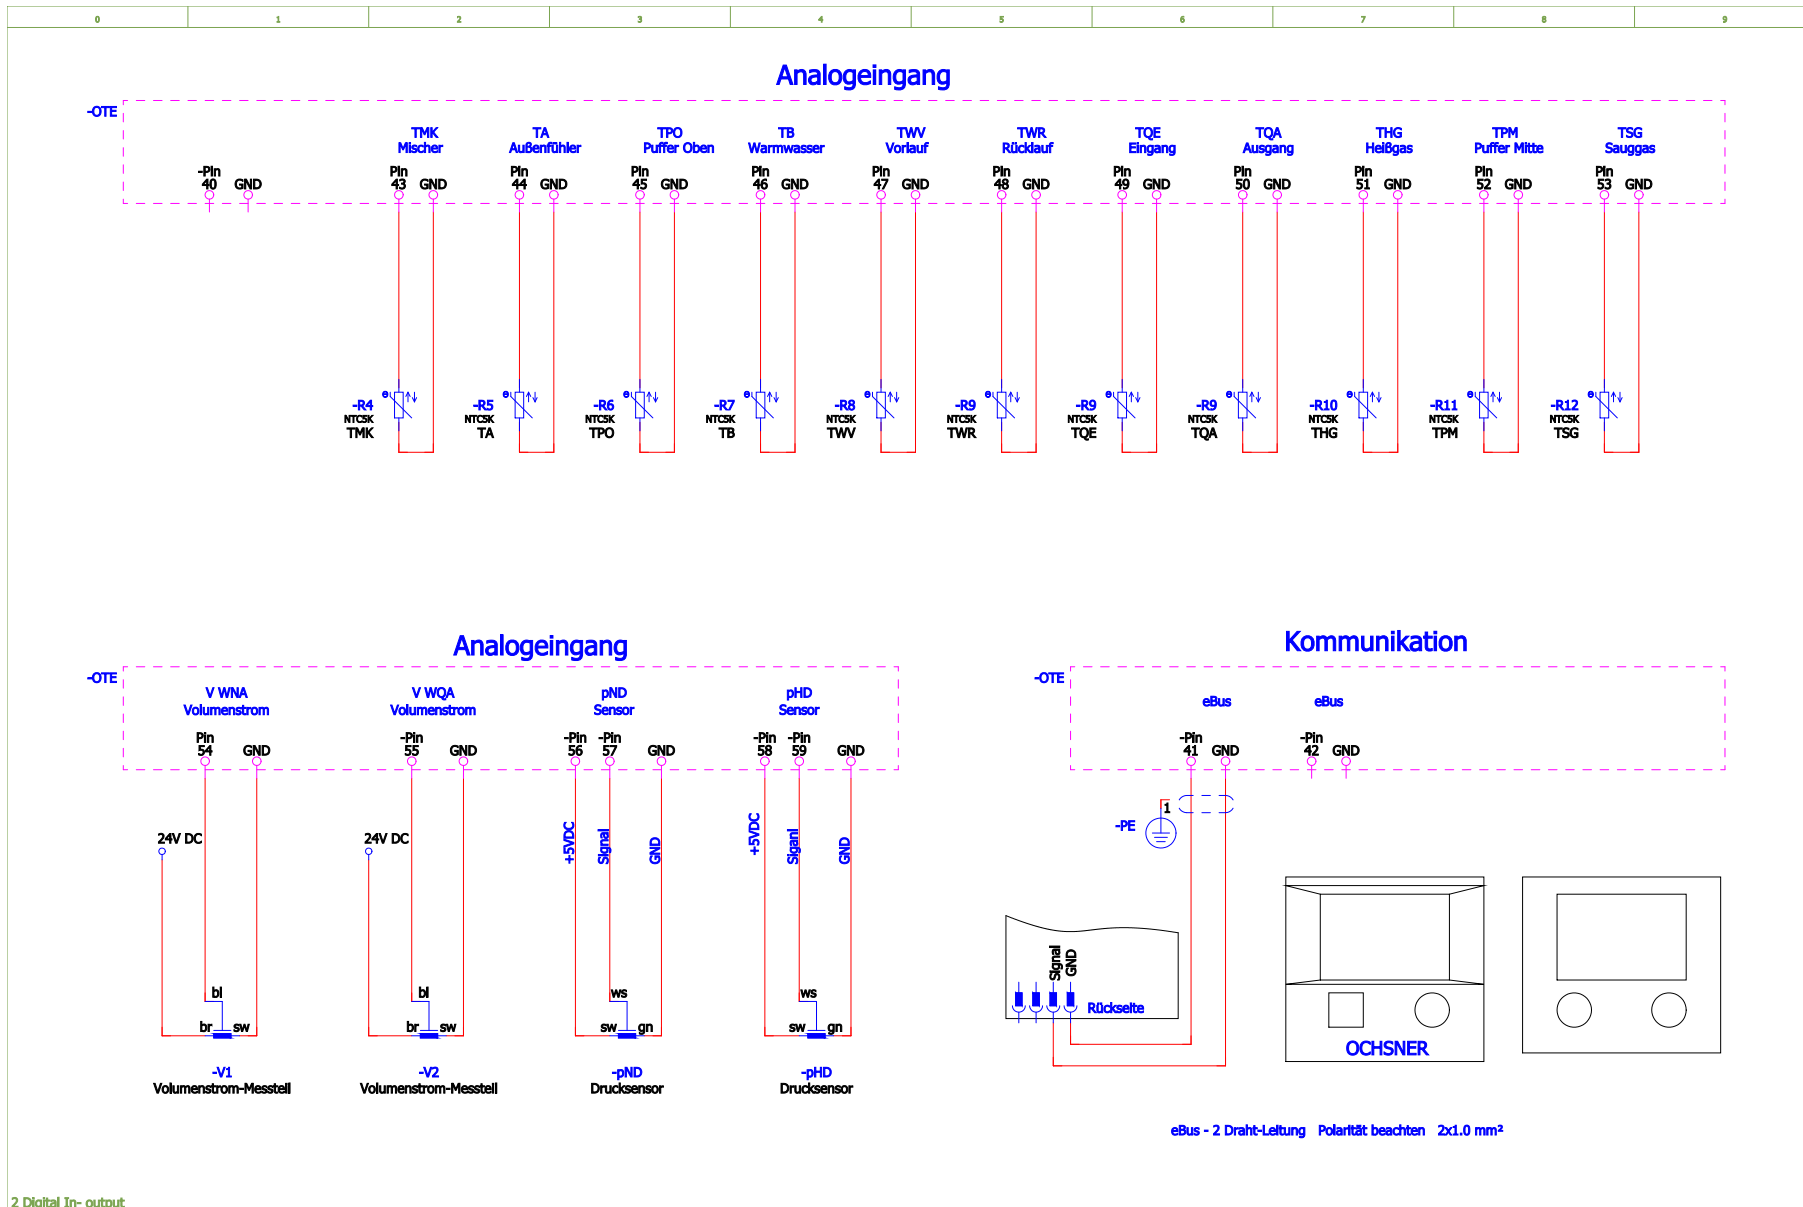 0 1 2 3 4 5 6 7 8 9
Analogeingang
-OTE
TMK TA TPO TB TWV TWR TQE TQA THG TPM TSG
Mischer Außenfühler Puffer Oben Warmwasser Vorlauf Rücklauf Eingang Ausgang Heißgas Puffer Mitte Sauggas
-Pin Pin Pin Pin Pin Pin Pin Pin Pin Pin Pin Pin
40 GND 43 GND 44 GND 45 GND 46 GND 47 GND 48 GND 49 GND 50 GND 51 GND 52 GND 53 GND
-R4 -R5 -R6 -R7 -R8 -R9 -R9 -R9 -R10 -R11 -R12
NTC5K NTC5K NTC5K NTC5K NTC5K NTC5K NTC5K NTC5K NTC5K NTC5K NTC5K
TMK TA TPO TB TWV TWR TQE TQA THG TPM TSG
Analogeingang
-OTE
V WNA V WQA pND pHD
Volumenstrom Volumenstrom Sensor Sensor
Pin -Pin -Pin -Pin -Pin -Pin
54 GND 55 GND 56 57 GND 58 59 GND
24V DC 24V DC +5VDC Signal GND +5VDC Siganl GND
bl bl ws ws
br sw br sw sw gn sw gn
-V1 -V2 -pND -pHD
Volumenstrom-Messteil Volumenstrom-Messteil Drucksensor Drucksensor
Kommunikation
-OTE
eBus eBus
-Pin -Pin
41 GND 42 GND
1
-PE
Signal GND
Rückseite
OCHSNER
eBus - 2 Draht-Leitung Polarität beachten 2x1.0 mm²
2 Digital In- output